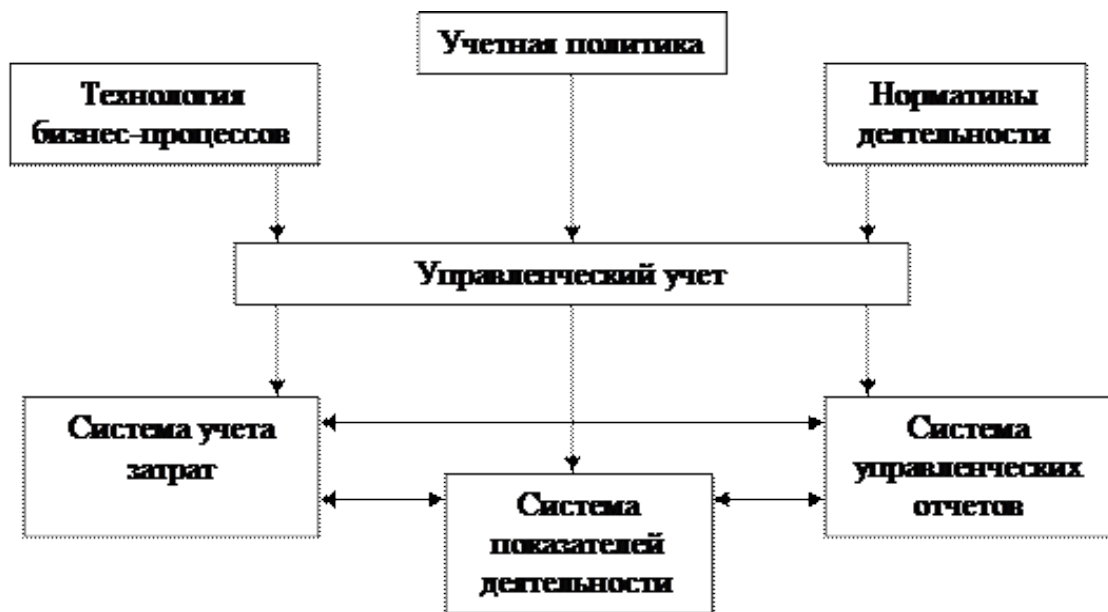 Учетная политика
Технология
бизнес-процессов
Нормативы
деятельности
Управленческий учет
Система учета
затрат
Система
показателей
деятельности
Система
управленческих
отчетов